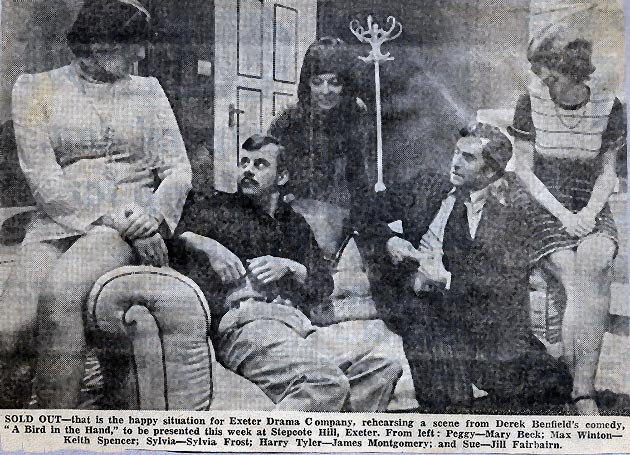 SOLD OUT—that is the happy situation for Exeter Drama Company, rehearsing a scene from Derek Benfield's comedy,
"A Bird in the Hand," to be presented this week at Stepcote Hill, Exeter. From left: Peggy—Mary Beck; Max Winton—
Keith Spencer; Sylvia—Sylvia Frost; Harry Tyler—James Montgomery; and Sue—Jill Fairbairn.